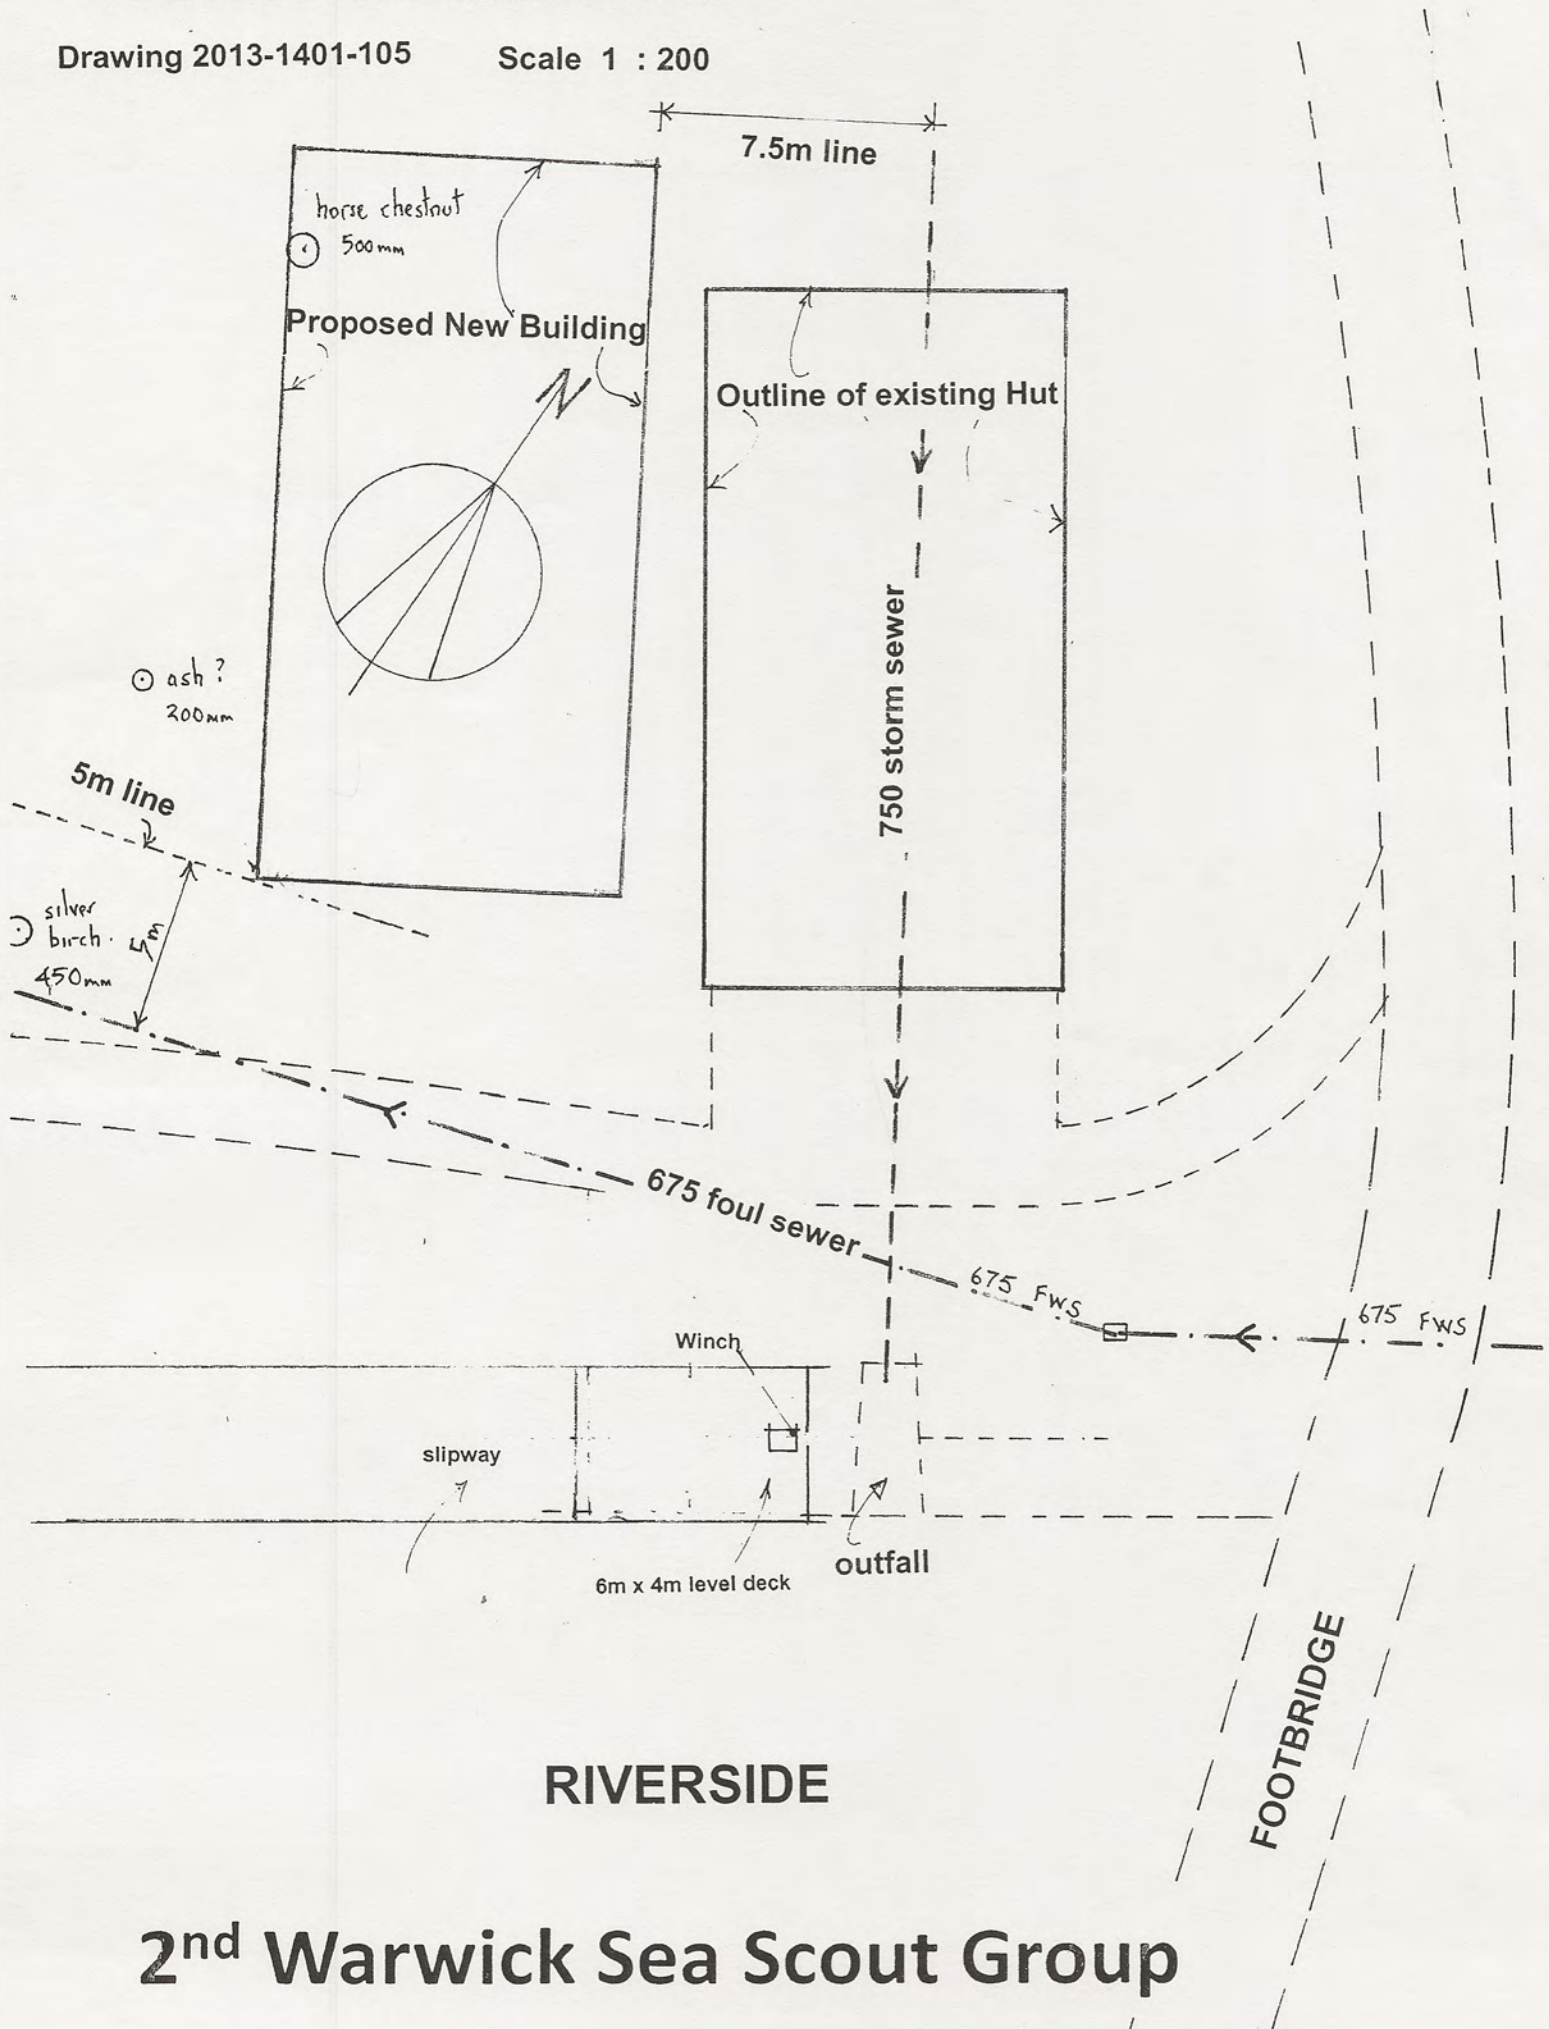 Drawing 2013-1401-105 Scale 1 : 200
7.5m line
horse chestnut
500mm
Proposed New Building
N
Outline of existing Hut
750 storm sewer
ash ?
200mm
5m line
silver
birch.
450mm
5m
675 foul sewer
675 FWS
675 FWS
Winch
slipway
6m x 4m level deck
outfall
FOOTBRIDGE
RIVERSIDE
2nd Warwick Sea Scout Group